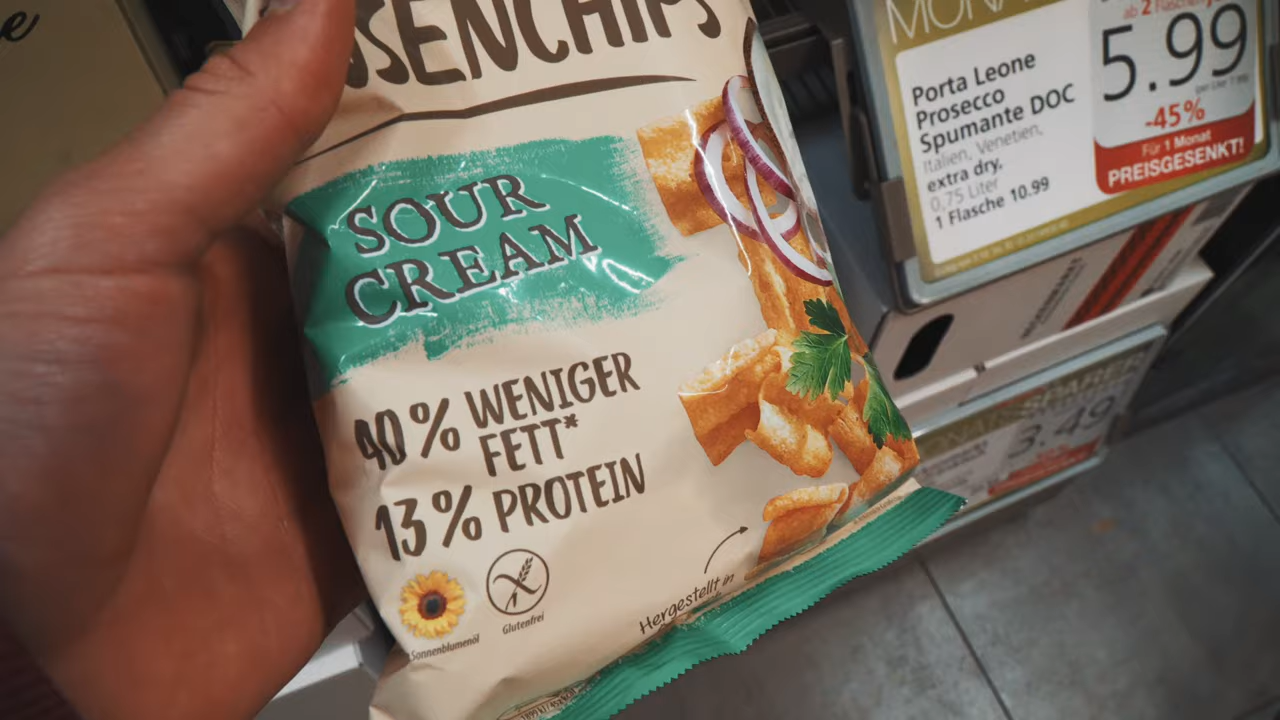 SOUR
CREAM
40% WENIGER
FETT*
13% PROTEIN
Sonnenblumenöl
Glutenfrei
Hergestellt in
ab 2 Flaschen
5.99
-45%
Für 1 Monat
PREISGESENKT!
Porta Leone
Prosecco
Spumante DOC
Italien, Venetien,
extra dry.
0,75 Liter
1 Flasche 10.99
3.49